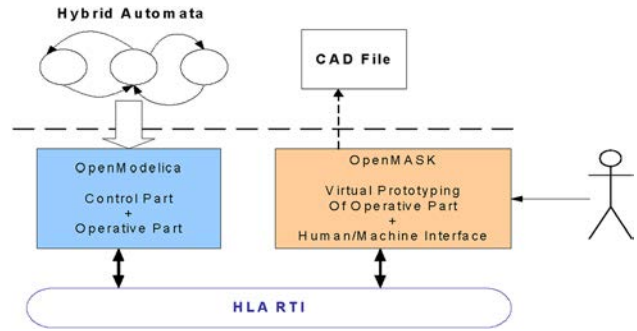 Hybrid Automata
CAD File
OpenModelica
Control Part
+
Operative Part
OpenMASK
Virtual Prototyping
Of Operative Part
+
Human/Machine Interface
HLA RTI